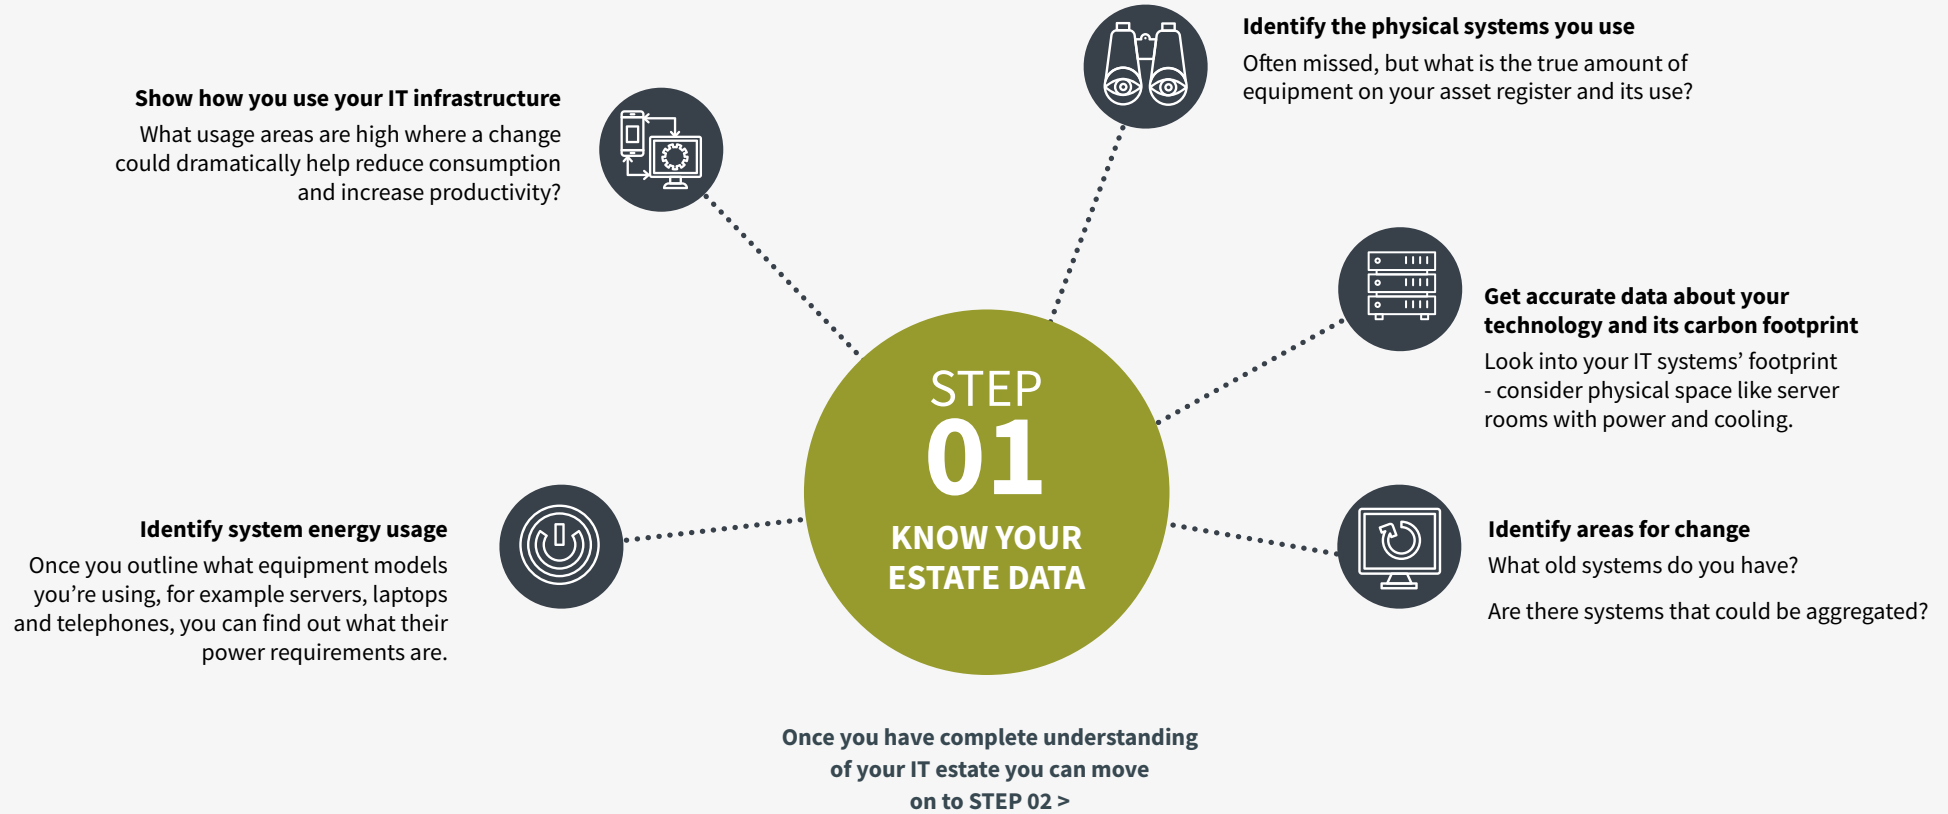 Show how you use your IT infrastructure
What usage areas are high where a change
could dramatically help reduce consumption
and increase productivity?
Identify the physical systems you use
Often missed, but what is the true amount of
equipment on your asset register and its use?
Get accurate data about your
technology and its carbon footprint
Look into your IT systems’ footprint
- consider physical space like server
rooms with power and cooling.
STEP
01
KNOW YOUR
ESTATE DATA
Identify system energy usage
Once you outline what equipment models
you’re using, for example servers, laptops
and telephones, you can find out what their
power requirements are.
Identify areas for change
What old systems do you have?
Are there systems that could be aggregated?
Once you have complete understanding
of your IT estate you can move
on to STEP 02 >